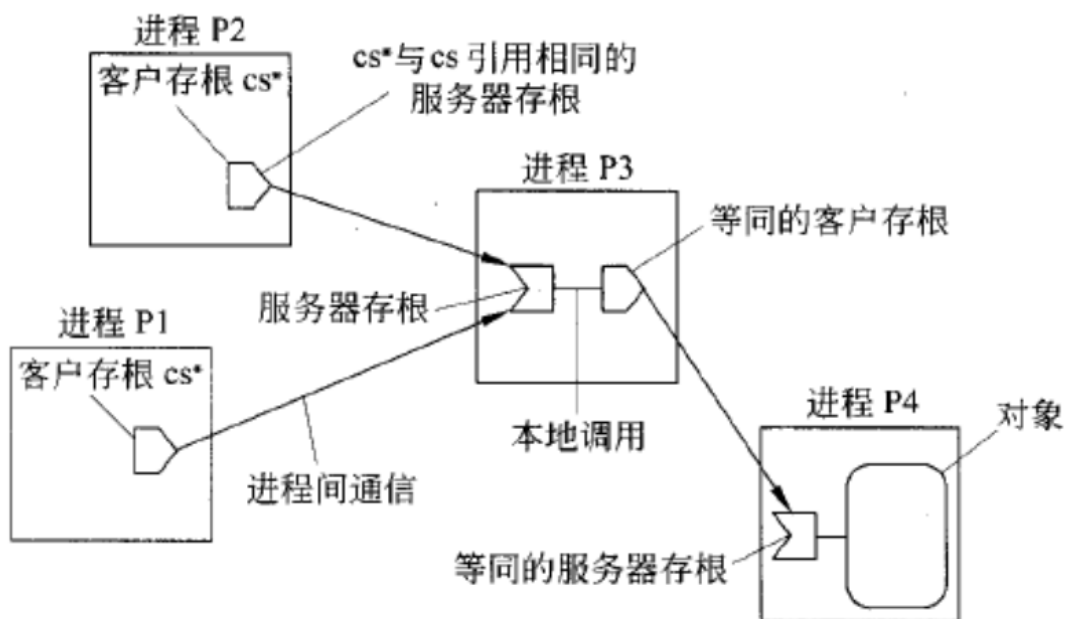 进程 P2
客户存根 cs*
cs*与 cs 引用相同的
服务器存根
进程 P3
等同的客户存根
服务器存根
进程 P1
客户存根 cs*
本地调用
进程间通信
进程 P4
对象
等同的服务器存根